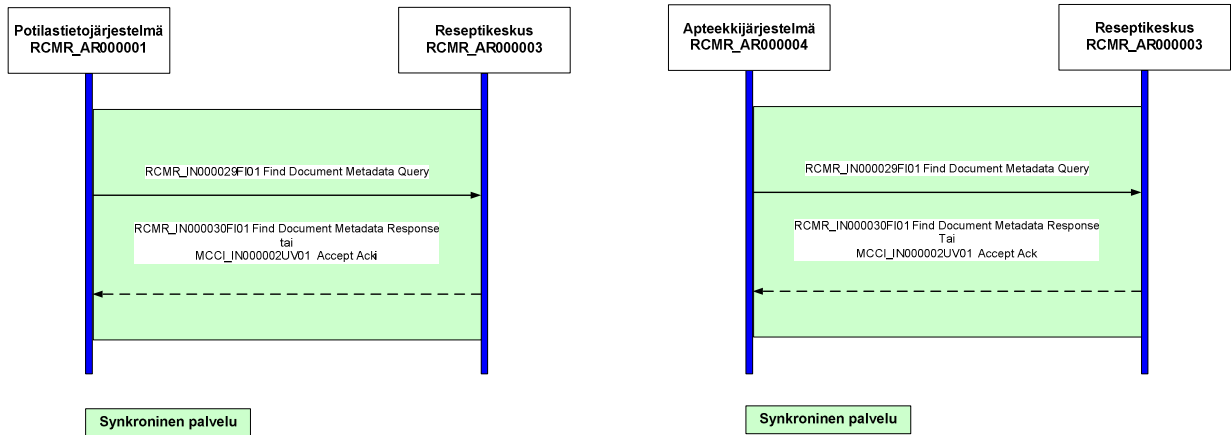 Potilastietojärjestelmä
RCMR_AR000001
Reseptikeskus
RCMR_AR000003
RCMR_IN000029FI01 Find Document Metadata Query
RCMR_IN000030FI01 Find Document Metadata Response
tai
MCCI_IN000002UV01 Accept Ack
Synkroninen palvelu
Apteekkijärjestelmä
RCMR_AR000004
Reseptikeskus
RCMR_AR000003
RCMR_IN000029FI01 Find Document Metadata Query
RCMR_IN000030FI01 Find Document Metadata Response
Tai
MCCI_IN000002UV01 Accept Ack
Synkroninen palvelu